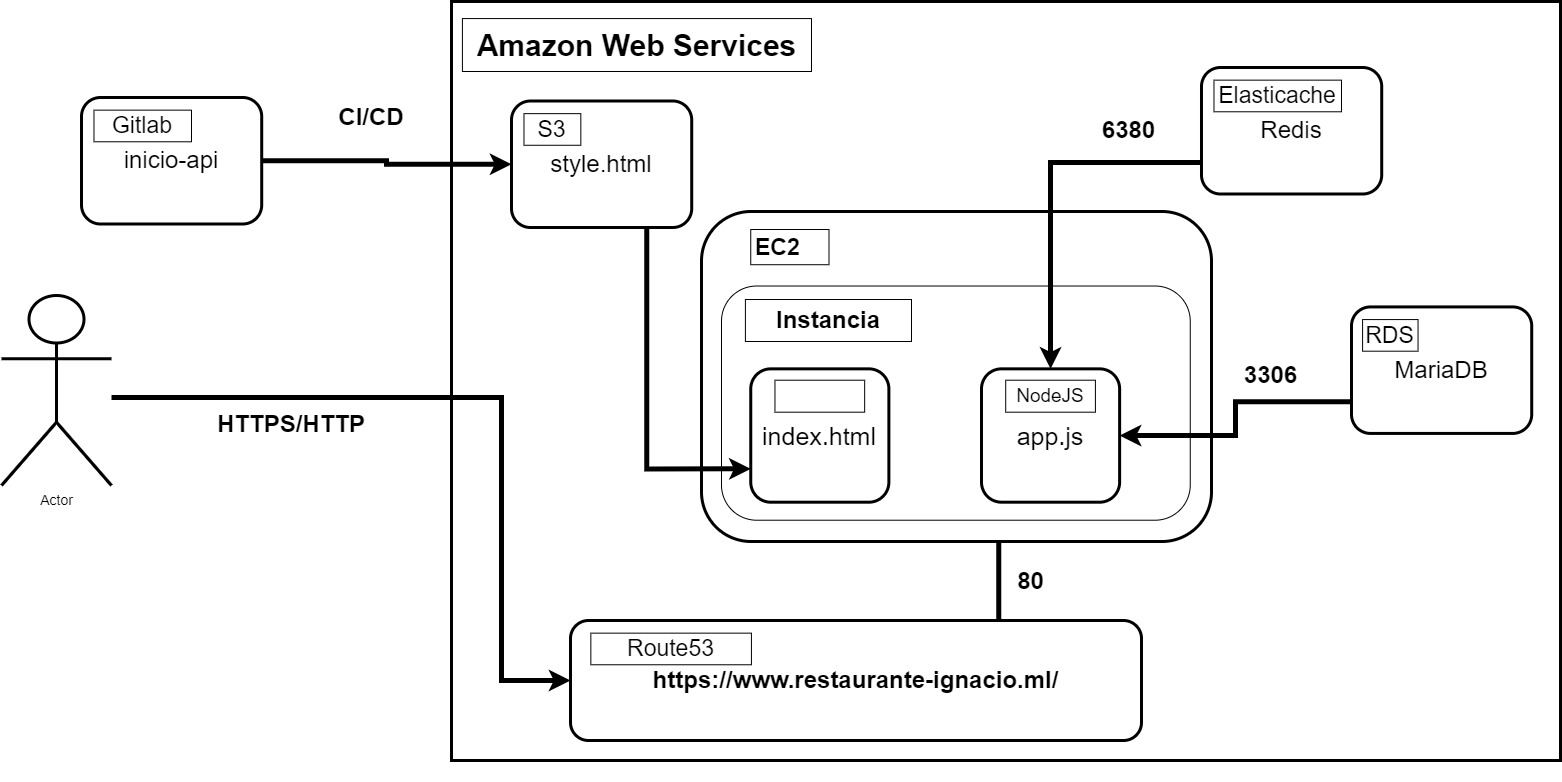 Amazon Web Services
Gitlab
inicio-api
CI/CD
S3
style.html
6380
Elasticache
Redis
EC2
Instancia
index.html
NodeJS
app.js
3306
RDS
MariaDB
HTTPS/HTTP
Actor
80
Route53
https://www.restaurante-ignacio.ml/